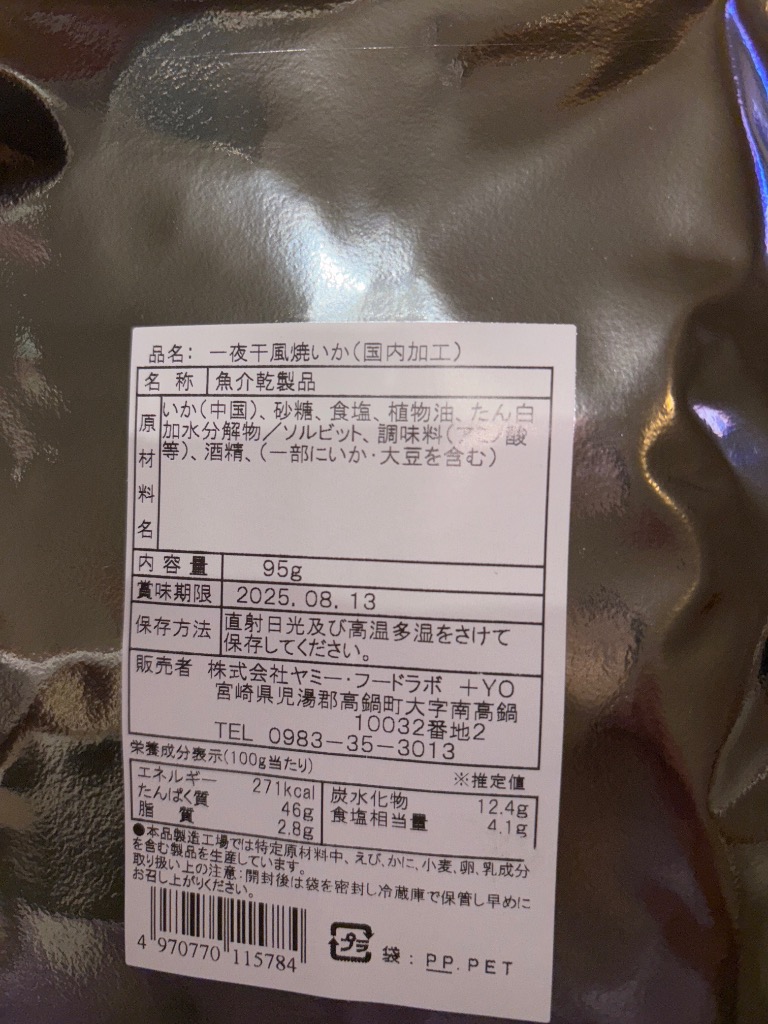 品名: 一夜干風焼いか(国内加工)
名 称 魚介乾製品
原材料名 いか(中国)、砂糖、食塩、植物油、たん白
加水分解物/ソルビット、調味料(アミノ酸
等)、酒精、(一部にいか・大豆を含む)
内 容 量 95g
賞味期限 2025.08.13
保存方法 直射日光及び高温多湿をさけて
保存してください。
販売者 株式会社ヤミー・フードラボ +YO
宮崎県児湯郡高鍋町大字南高鍋
10032番地2
TEL 0983-35-3013
栄養成分表示(100g当たり)
※推定値
エネルギー 271kcal
たんぱく質 46g
脂 質 2.8g
炭水化物 12.4g
食塩相当量 4.1g
●本品製造工場では特定原材料中、えび、かに、小麦、卵、乳成分
を含む製品を生産しています。
取り扱い上の注意:開封後は袋を密封し冷蔵庫で保管し早めに
お召し上がりください。
4 970770 115784
プラ 袋: PP.PET